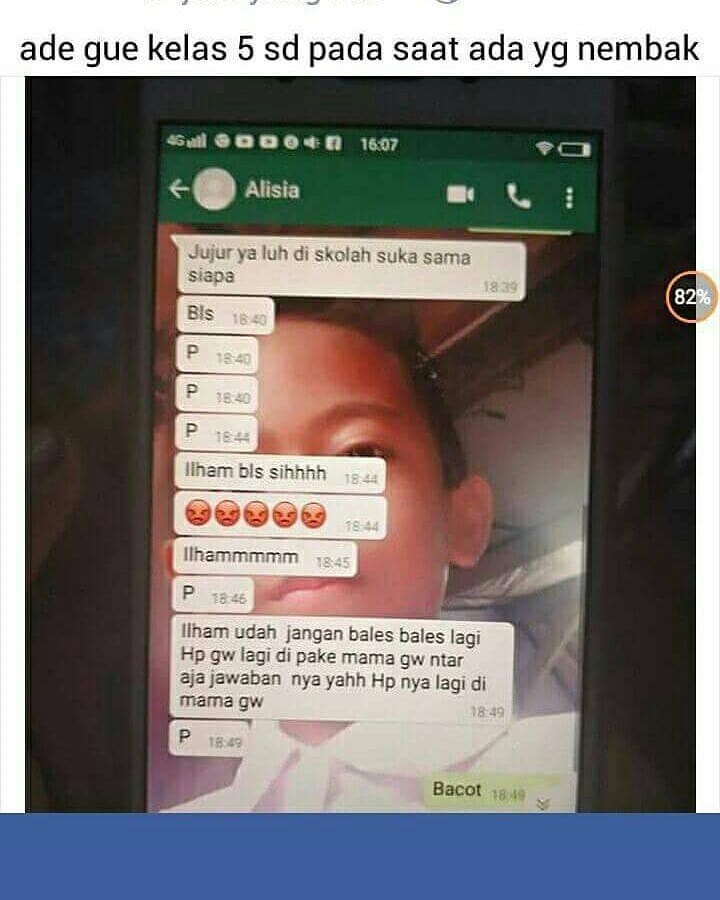 ade gue kelas 5 sd pada saat ada yg nembak
4G 16:07
Alisia
Jujur ya luh di skolah suka sama
siapa 18:39
82%
Bls 18:40
P 18:40
P 18:40
P 18:44
Ilham bls sihhhh 18:44
18:44
Ilhammmmm 18:45
P 18:46
Ilham udah jangan bales bales lagi
Hp gw lagi di pake mama gw ntar
aja jawaban nya yahh Hp nya lagi di
mama gw 18:49
P 18:49
Bacot 18:49